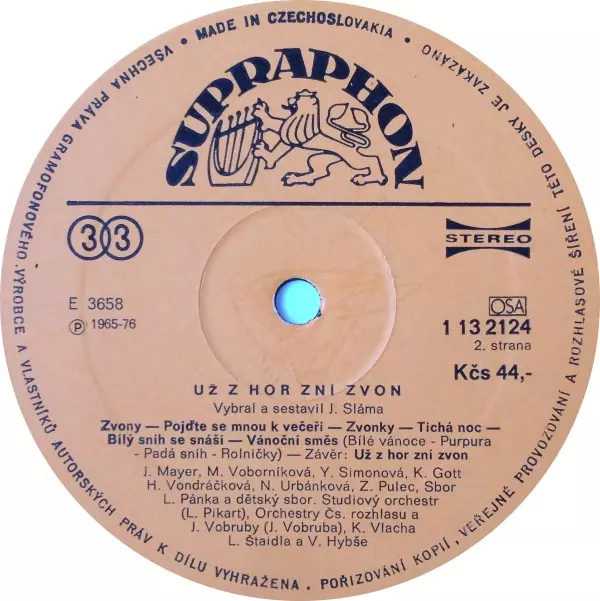 VŠECHNA PRÁVA GRAMOFONOVÉHO VÝROBCE A VLASTNÍKŮ AUTORSKÝCH PRÁV K DÍLU VYHRAŽENA. POŘIZOVÁNÍ KOPIÍ, VEŘEJNÉ PROVOZOVÁNÍ A ROZHLASOVÉ ŠÍŘENÍ TÉTO DESKY JE ZAKÁZÁNO
• MADE IN CZECHOSLOVAKIA •
SUPRAPHON
33
STEREO
E 3658
OSA
Ⓟ 1965-76
1 13 2124
2. strana
Kčs 44,-
UŽ Z HOR ZNÍ ZVON
Vybral a sestavil J. Sláma
Zvony — Pojďte se mnou k večeři — Zvonky — Tichá noc —
Bílý sníh se snáší — Vánoční směs (Bílé vánoce - Purpura
- Padá sníh - Rolničky) — Závěr: Už z hor zní zvon
J. Mayer, M. Voborníková, Y. Simonová, K. Gott
H. Vondráčková, N. Urbánková, Z. Pulec, Sbor
L. Pánka a dětský sbor. Studiový orchestr
(L. Pikart), Orchestry Čs. rozhlasu a
J. Vobruby (J. Vobruba), K. Vlacha
L. Štaidla a V. Hybše